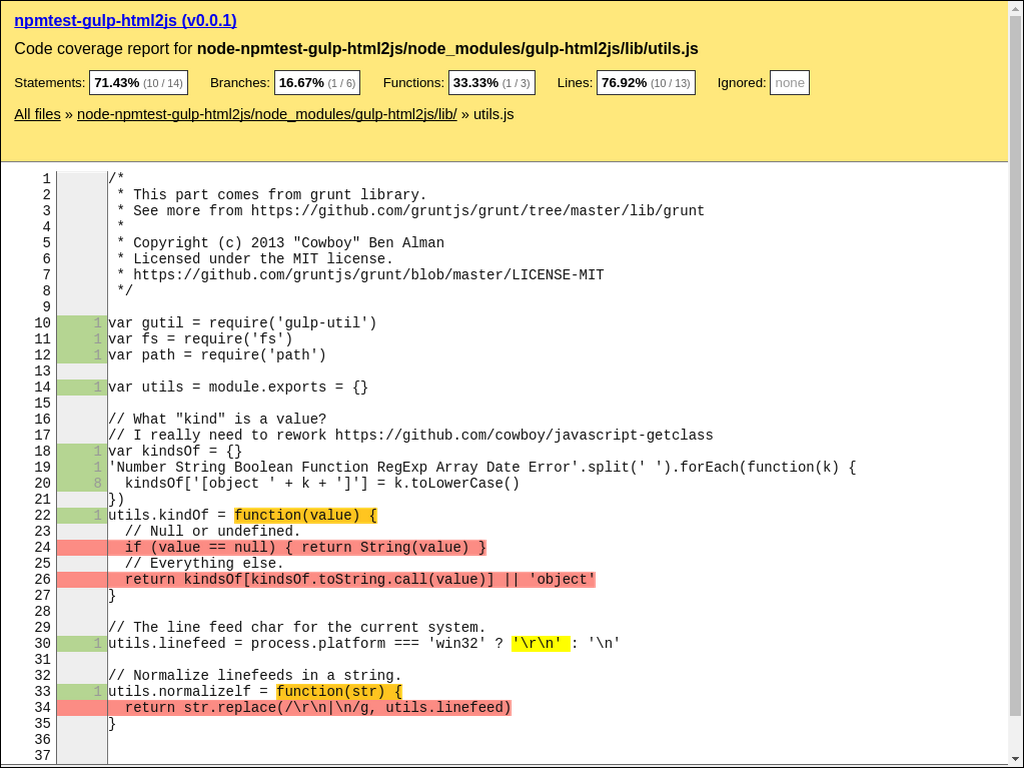 npmtest-gulp-html2js (v0.0.1)
Code coverage report for node-npmtest-gulp-html2js/node_modules/gulp-html2js/lib/utils.js
Statements: 71.43% (10 / 14) Branches: 16.67% (1 / 6) Functions: 33.33% (1 / 3) Lines: 76.92% (10 / 13) Ignored: none
All files » node-npmtest-gulp-html2js/node_modules/gulp-html2js/lib/ » utils.js
1 /*
2  * This part comes from grunt library.
3  * See more from https://github.com/gruntjs/grunt/tree/master/lib/grunt
4  *
5  * Copyright (c) 2013 "Cowboy" Ben Alman
6  * Licensed under the MIT license.
7  * https://github.com/gruntjs/grunt/blob/master/LICENSE-MIT
8  */
9
10 1 var gutil = require('gulp-util')
11 1 var fs = require('fs')
12 1 var path = require('path')
13
14 1 var utils = module.exports = {}
15
16 // What "kind" is a value?
17 // I really need to rework https://github.com/cowboy/javascript-getclass
18 1 var kindsOf = {}
19 1 'Number String Boolean Function RegExp Array Date Error'.split(' ').forEach(function(k) {
20 8   kindsOf['[object ' + k + ']'] = k.toLowerCase()
21 })
22 1 utils.kindOf = function(value) {
23   // Null or undefined.
24   if (value == null) { return String(value) }
25   // Everything else.
26   return kindsOf[kindsOf.toString.call(value)] || 'object'
27 }
28
29 // The line feed char for the current system.
30 1 utils.linefeed = process.platform === 'win32' ? '\r\n' : '\n'
31
32 // Normalize linefeeds in a string.
33 1 utils.normalizelf = function(str) {
34   return str.replace(/\r\n|\n/g, utils.linefeed)
35 }
36
37